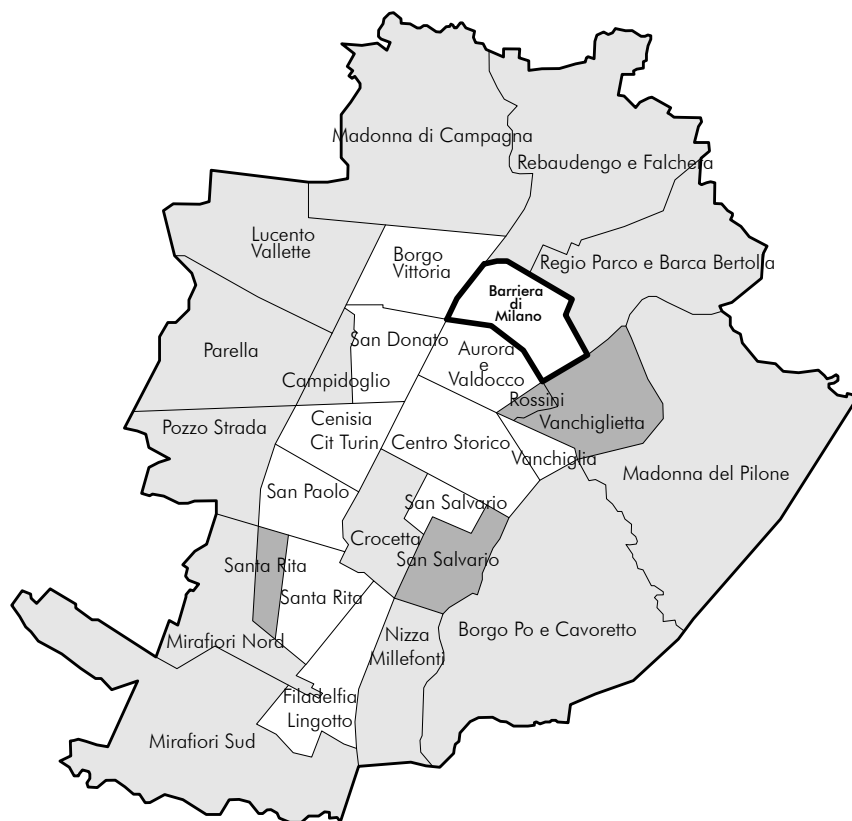 Madonna di Campagna
Rebaudengo e Falchera
Lucento
Vallette
Borgo
Vittoria
Regio Parco e Barca Bertolla
Barriera
di
Milano
San Donato
Aurora
e
Valdocco
Parella
Campidoglio
Rossini
Vanchiglietta
Pozzo Strada
Cenisia
Cit Turin
Centro Storico
Vanchiglia
Madonna del Pilone
San Paolo
San Salvario
Crocetta
San Salvario
Santa Rita
Santa Rita
Mirafiori Nord
Nizza
Millefonti
Borgo Po e Cavoretto
Filadelfia
Lingotto
Mirafiori Sud